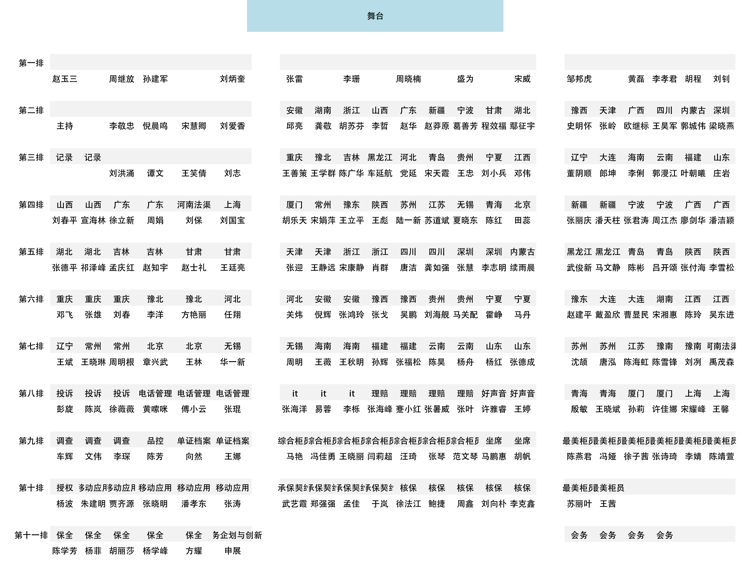 舞台
第一排
赵玉三 周继放 孙建军 刘炳奎 张雷 李珊 周晓楠 盛为 宋威 邹邦虎 黄磊 李孝君 胡程 刘钊
第二排 安徽 湖南 浙江 山西 广东 新疆 宁波 甘肃 湖北 豫西 天津 广西 四川 内蒙古 深圳
主持 李敬忠 倪晨鸣 宋慧卿 刘爱香 邱亮 龚敬 胡苏芬 李哲 赵华 赵莽原 葛善芳 程效福 鄢征宇 史明怀 张岭 欧继标 王昊军 郭城伟 梁晓燕
第三排 记录 记录 重庆 豫北 吉林 黑龙江 河北 青岛 贵州 宁夏 江西 辽宁 大连 海南 云南 福建 山东
刘洪涌 谭文 王笑倩 刘志 王善策 王学群 陈广华 车延航 党延 宋天霞 王忠 刘小兵 邓伟 董阴顺 郎坤 李俐 郭漫江 叶朝曦 庄岩
第四排 山西 山西 广东 广东 河南法渠 上海 厦门 常州 豫东 陕西 苏州 江苏 无锡 青海 北京 新疆 新疆 宁波 宁波 广西 广西
刘春平 宣海林 徐立新 周娟 刘保 刘国宝 胡乐天 宋娟萍 王立平 王彪 陆一新 苏道斌 夏晓东 陈红 田蕊 张丽庆 潘天柱 张君涛 周江杰 廖剑华 潘洁颖
第五排 湖北 湖北 吉林 吉林 甘肃 甘肃 天津 天津 浙江 浙江 四川 四川 深圳 深圳 内蒙古 黑龙江 黑龙江 青岛 青岛 陕西 陕西
张德平 祁泽峰 孟庆红 赵知宇 赵士礼 王延亮 张迎 王静远 宋康静 肖群 唐洁 龚如强 张慧 李志明 续雨晨 武俊新 马文静 陈彬 吕开颂 张付海 李雪松
第六排 重庆 重庆 重庆 豫北 豫北 河北 河北 安徽 安徽 豫西 豫西 贵州 贵州 宁夏 宁夏 豫东 大连 大连 湖南 江西 江西
邓飞 张雄 刘春 李洋 方艳丽 任翔 关炜 倪辉 张鸿玲 张戈 吴鹏 刘海舰 马关配 霍峥 马丹 赵建平 戴盈欣 曹显民 宋湘惠 陈玲 吴东进
第七排 辽宁 常州 常州 北京 北京 无锡 无锡 海南 海南 福建 福建 云南 云南 山东 山东 苏州 苏州 江苏 豫南 豫南 河南法渠
王斌 王晓琳 周明根 章兴武 王林 华一新 周明 王薇 王秋明 孙辉 张福松 陈昊 杨舟 杨红 张德成 沈颀 唐泓 陈海虹 陈雪锋 刘冽 禹茂森
第八排 投诉 投诉 投诉 电话管理 电话管理 电话管理 it it it 理赔 理赔 理赔 理赔 好声音 好声音 青海 青海 厦门 厦门 上海 上海
彭旋 陈岚 徐薇薇 黄嗦咪 傅小云 张琨 张海洋 易蓉 李栎 张海峰 蹇小红 张暑威 张叶 许雅睿 王婷 殷敏 王晓斌 孙莉 许佳娜 宋耀峰 王馨
第九排 调查 调查 调查 品控 单证档案 单证档案 综合柜员 综合柜员 综合柜员 综合柜员 综合柜员 综合柜员 综合柜员 坐席 坐席 最美柜员 最美柜员 最美柜员 最美柜员 最美柜员 最美柜员
车辉 文伟 李琛 陈芳 向然 王娜 马艳 冯佳勇 王晓丽 闫莉超 汪琦 张琴 范文琴 马鹏惠 胡帆 陈燕君 冯娅 徐子茜 张诗琦 李婧 陈靖萱
第十排 授权 移动应用 移动应用 移动应用 移动应用 移动应用 承保契约 承保契约 承保契约 承保契约 核保 核保 核保 核保 核保 最美柜员 最美柜员
杨波 朱建明 贾齐源 张晓明 潘孝东 张涛 武艺霞 郑强强 孟佳 于岚 徐法江 鲍捷 周鑫 刘向朴 李克鑫 苏丽叶 王茜
第十一排 保全 保全 保全 保全 保全 务企划与创新 会务 会务 会务 会务
陈学芳 杨菲 胡丽莎 杨学峰 方耀 申展